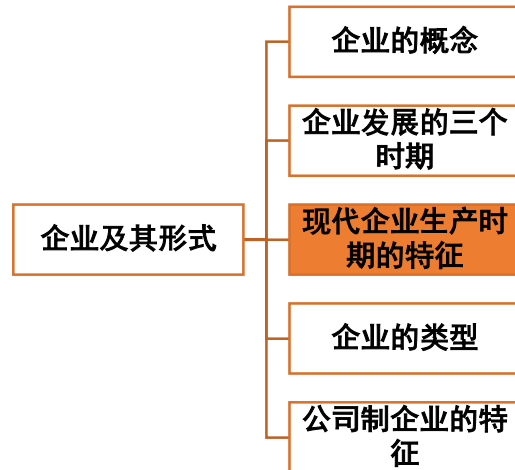 企业的概念
企业发展的三个
时期
企业及其形式
现代企业生产时
期的特征
企业的类型
公司制企业的特
征